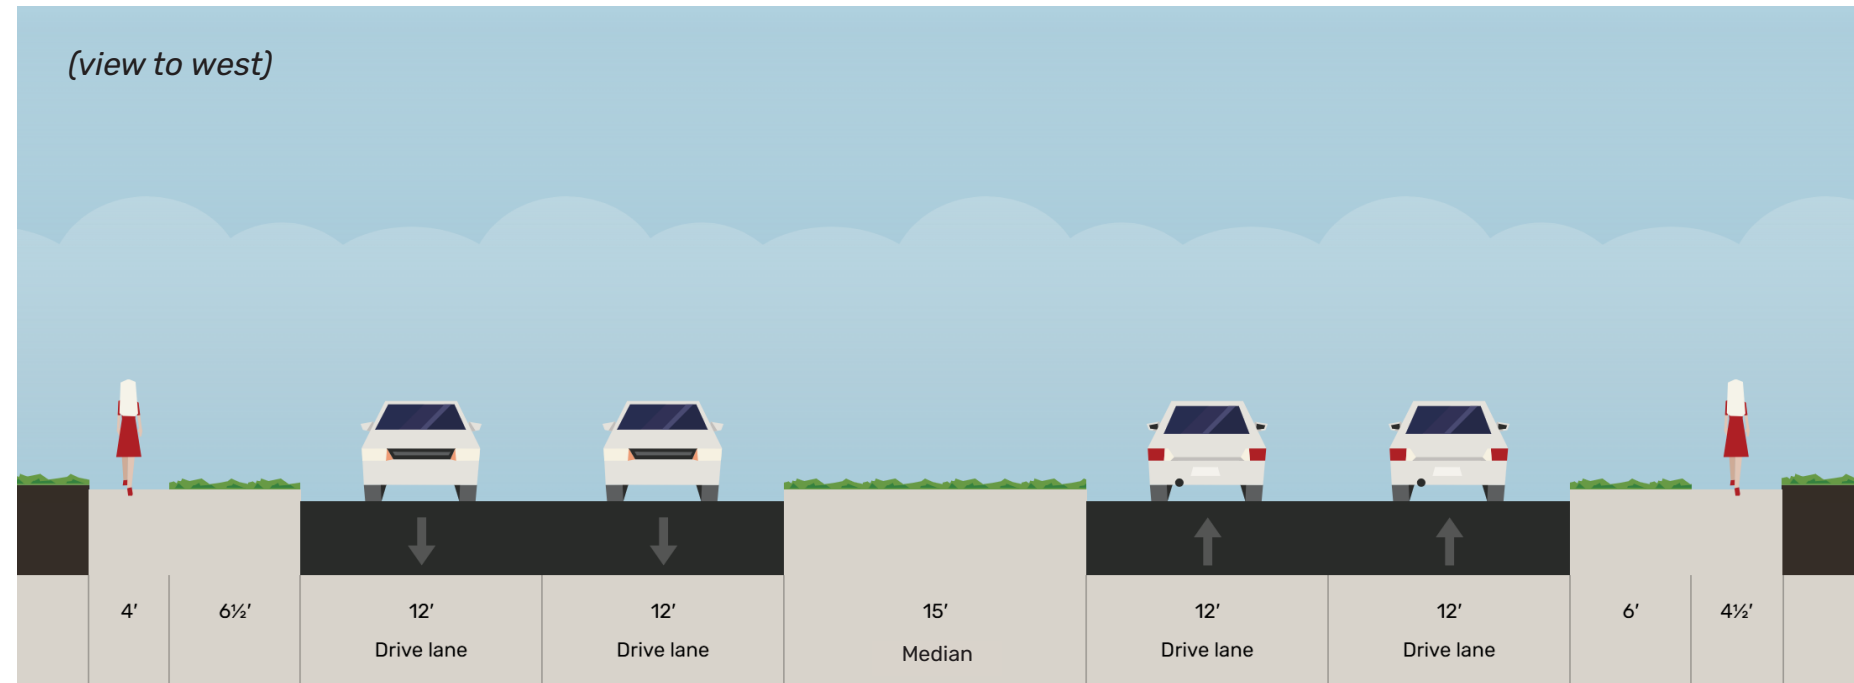 (view to west)
4′ 6½′ 12′ 12′ 15′ 12′ 12′ 6′ 4½′
Drive lane Drive lane Median Drive lane Drive lane